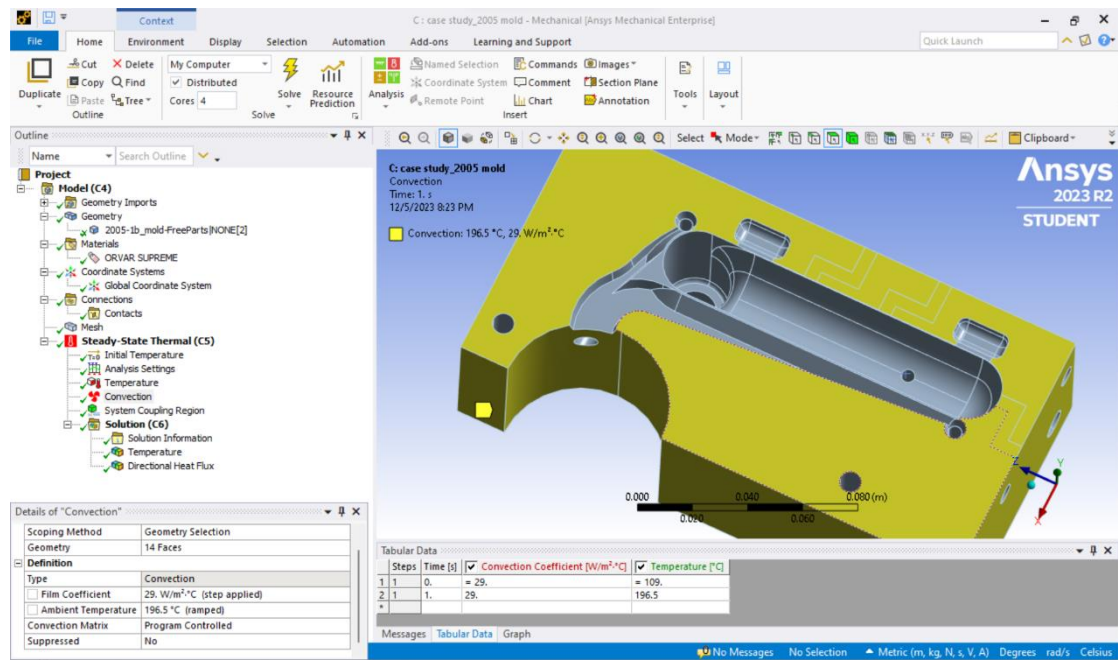 Context
C : case study_2005 mold - Mechanical [Ansys Mechanical Enterprise]
File Home Environment Display Selection Automation Add-ons Learning and Support Quick Launch
Duplicate
Cut
Copy
Paste
Delete
Find
Tree
Outline
My Computer
Distributed
Cores 4
Solve
Resource Prediction
Solve
Analysis
Named Selection
Coordinate System
Remote Point
Commands
Comment
Chart
Images
Section Plane
Annotation
Insert
Tools
Layout
Outline
Name Search Outline
Project
Model (C4)
Geometry Imports
Geometry
2005-1b_mold-FreeParts|NONE[2]
Materials
ORVAR SUPREME
Coordinate Systems
Global Coordinate System
Connections
Contacts
Mesh
Steady-State Thermal (C5)
Initial Temperature
Analysis Settings
Temperature
Convection
System Coupling Region
Solution (C6)
Solution Information
Temperature
Directional Heat Flux
Details of "Convection"
Scoping Method Geometry Selection
Geometry 14 Faces
Definition
Type Convection
Film Coefficient 29. W/m²·°C (step applied)
Ambient Temperature 196.5 °C (ramped)
Convection Matrix Program Controlled
Suppressed No
Select Mode Clipboard
C: case study_2005 mold
Convection
Time: 1. s
12/5/2023 8:23 PM
Convection: 196.5 °C, 29. W/m²·°C
Ansys
2023 R2
STUDENT
0.000 0.040 0.080 (m)
0.020 0.060
Z Y X
Tabular Data
Steps Time [s] Convection Coefficient [W/m²·°C] Temperature [°C]
1 1 0. = 29. = 109.
2 1 1. 29. 196.5
*
Messages Tabular Data Graph
No Messages No Selection Metric (m, kg, N, s, V, A) Degrees rad/s Celsius